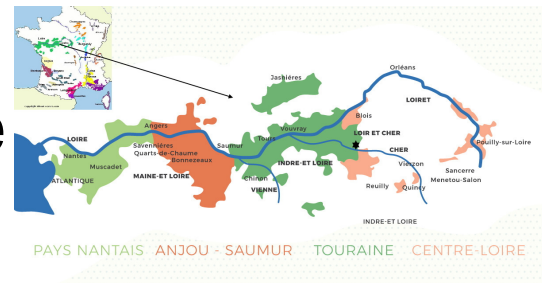 e
Jashières
Orléans
LOIRET
Blois
Angers
Vouvray
LOIR ET CHER
LOIRE
Tours
Savennières
Saumur
Pouilly-sur-Loire
Nantes
Quarts-de-Chaume
CHER
Bonnezeaux
Vierzon
Muscadet
INDRE-ET LOIRE
Sancerre
MAINE-ET LOIRE
Chinon
Menetou-Salon
ATLANTIQUE
VIENNE
Reuilly
Quincy
INDRE-ET LOIRE
PAYS NANTAIS ANJOU - SAUMUR TOURAINE CENTRE-LOIRE